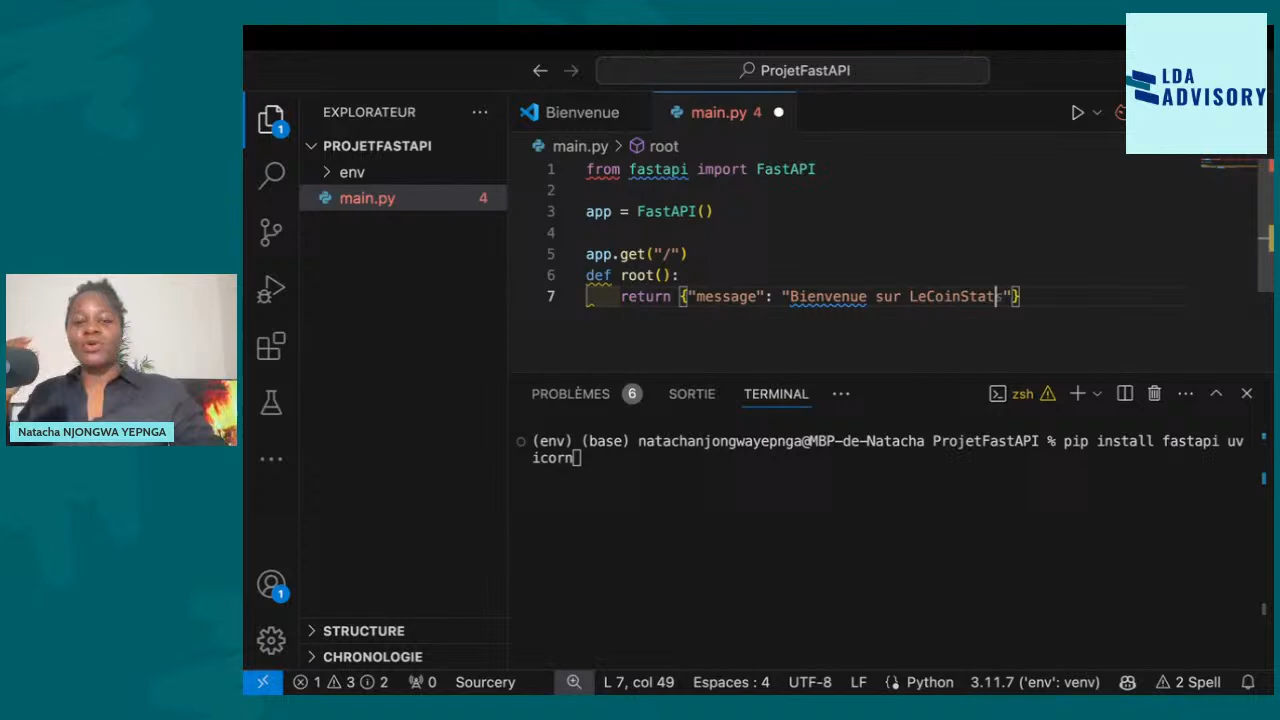 LDA
ADVISORY
ProjetFastAPI
EXPLORATEUR
PROJETFASTAPI
env
main.py 4
Bienvenue
main.py 4
main.py > root
1 from fastapi import FastAPI
2
3 app = FastAPI()
4
5 app.get("/")
6 def root():
7 return {"message": "Bienvenue sur LeCoinStats"}
PROBLÈMES 6 SORTIE TERMINAL
zsh
(env) (base) natachanjongwayepnga@MBP-de-Natacha ProjetFastAPI % pip install fastapi uv
icorn
Natacha NJONGWA YEPNGA
1
1
STRUCTURE
CHRONOLOGIE
1 3 2 0 Sourcery L 7, col 49 Espaces : 4 UTF-8 LF Python 3.11.7 ('env': venv) 2 Spell